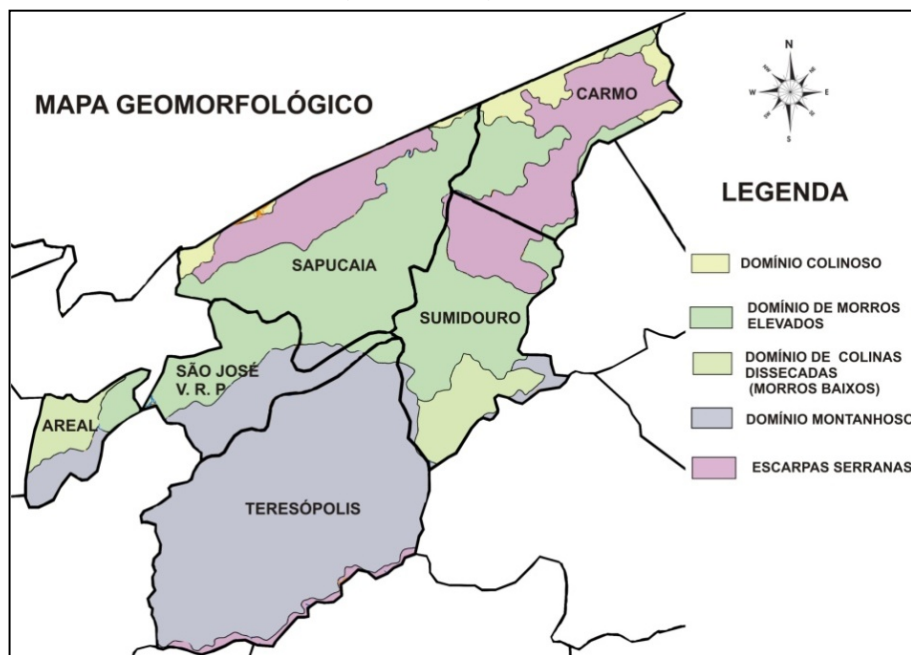 MAPA GEOMORFOLÓGICO
CARMO
N
W
E
S
LEGENDA
SAPUCAIA
SUMIDOURO
SÃO JOSÉ
V. R. P.
AREAL
TERESÓPOLIS
DOMÍNIO COLINOSO
DOMÍNIO DE MORROS
ELEVADOS
DOMÍNIO DE COLINAS
DISSECADAS
(MORROS BAIXOS)
DOMÍNIO MONTANHOSO
ESCARPAS SERRANAS